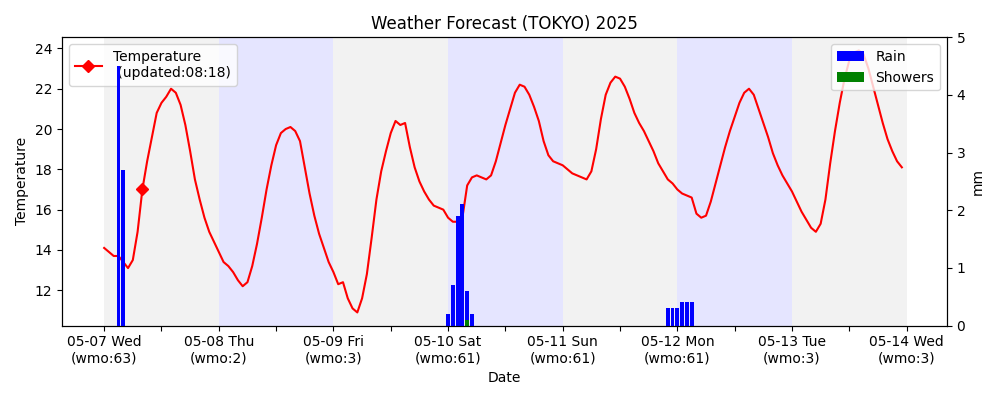 Weather Forecast (TOKYO) 2025
Temperature
(updated:08:18)
Rain
Showers
24
22
20
18
16
14
12
Temperature
5
4
3
2
1
0
mm
05-07 Wed
(wmo:63)
05-08 Thu
(wmo:2)
05-09 Fri
(wmo:3)
05-10 Sat
(wmo:61)
05-11 Sun
(wmo:61)
05-12 Mon
(wmo:61)
05-13 Tue
(wmo:3)
05-14 Wed
(wmo:3)
Date